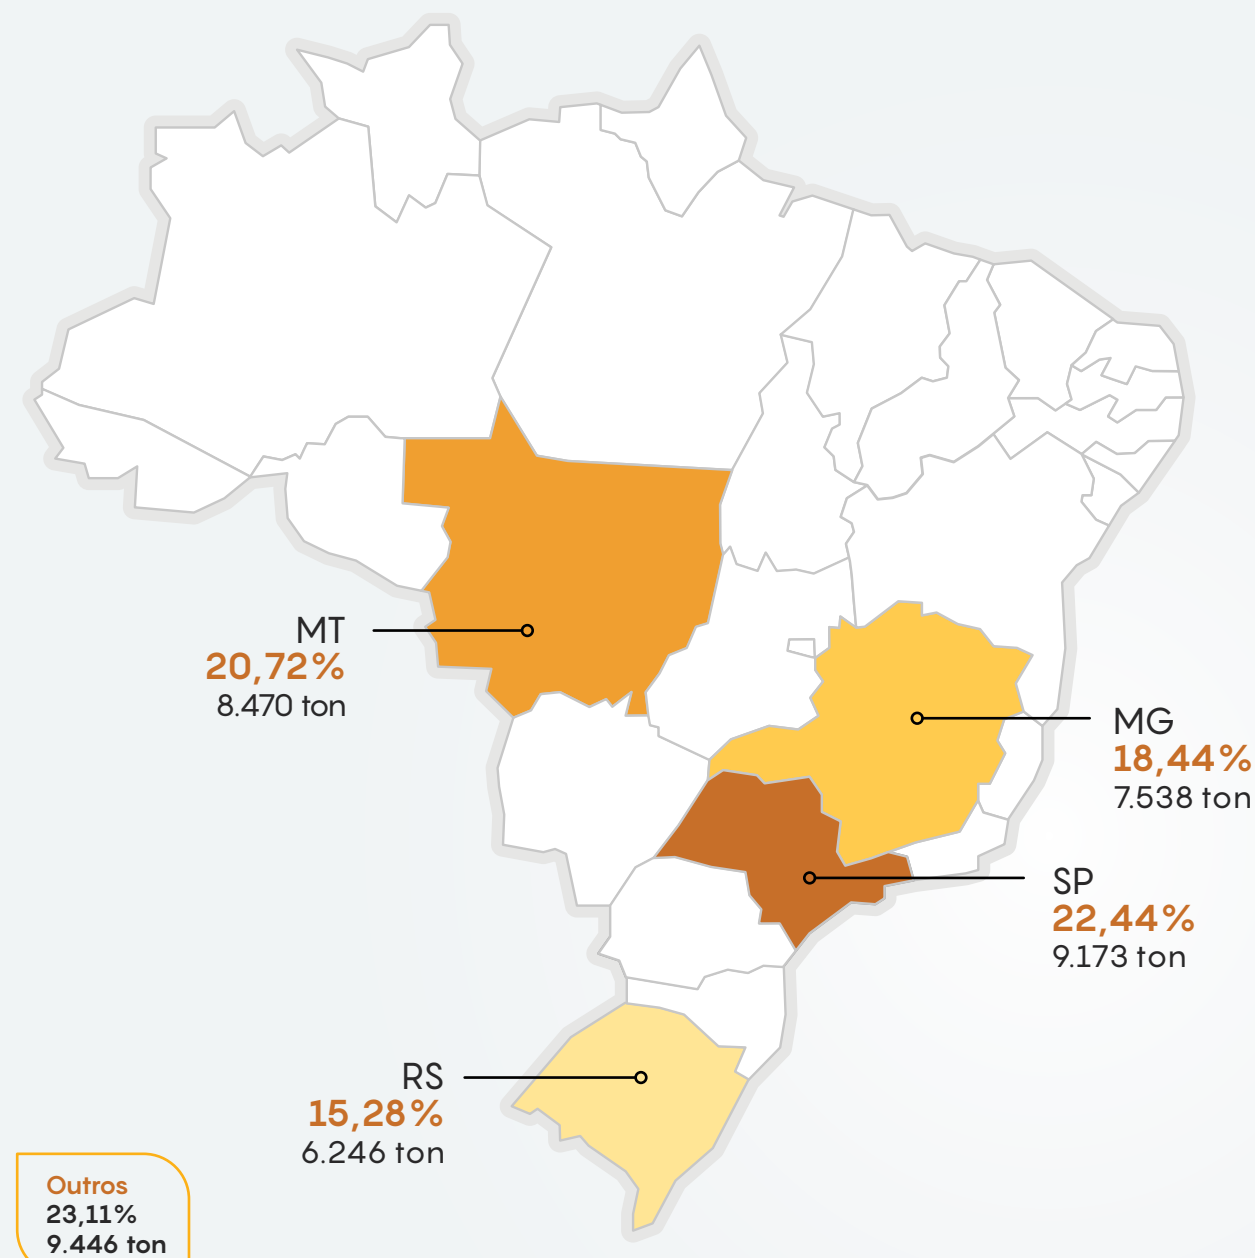 MT
20,72%
8.470 ton
MG
18,44%
7.538 ton
SP
22,44%
9.173 ton
RS
15,28%
6.246 ton
Outros
23,11%
9.446 ton